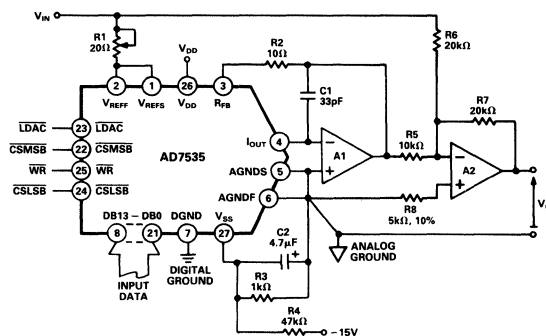 VIN
R1
20Ω
VDD
R2
10Ω
R6
20kΩ
C1
33pF
R7
20kΩ
2
1
26
3
VREFF
VREFS
VDD
RFB
LDAC
23
LDAC
CSMSB
22
CSMSB
WR
25
WR
CSLSB
24
CSLSB
AD7535
IOUT
4
AGNDS
5
AGNDF
6
−
+
A1
R5
10kΩ
−
+
A2
R8
5kΩ, 10%
DB13 – DB0
DGND
VSS
8
21
7
27
INPUT
DATA
DIGITAL
GROUND
C2
4.7μF
+
R3
1kΩ
R4
47kΩ
– 15V
ANALOG
GROUND